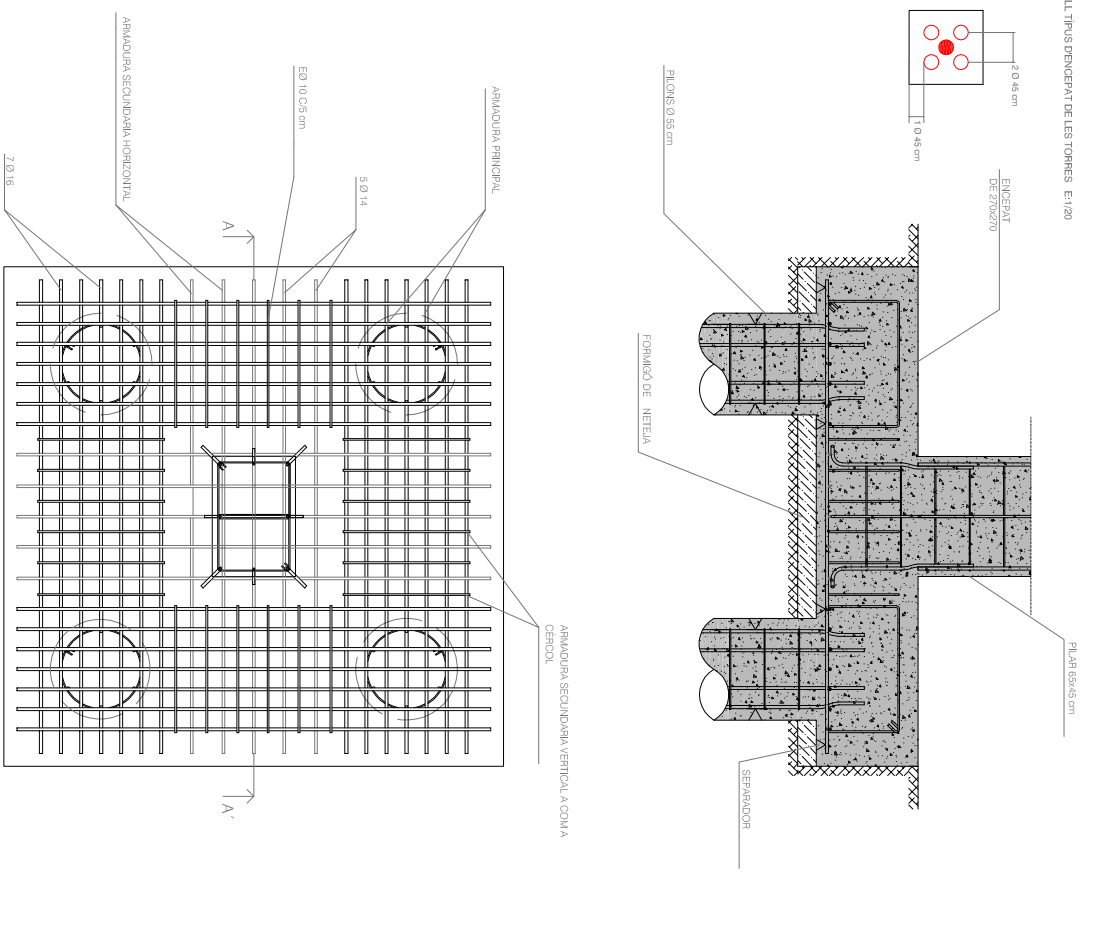 LL TÍPUS D'ENCEPAT DE LES TORRES  E:1/20
2 Ø 45 cm
1 Ø 45 cm
ENCEPAT
DE 270x270
PILONS Ø 55 cm
FORMIGÓ DE NETEJA
PILAR 65x45 cm
SEPARADOR
ARMADURA PRINCIPAL
5 Ø 14
EØ 10 C/5 cm
ARMADURA SECUNDARIA HORIZONTAL
7 Ø 16
A
A´
ARMADURA SECUNDARIA VERTICAL A COM A
CÈRCOL